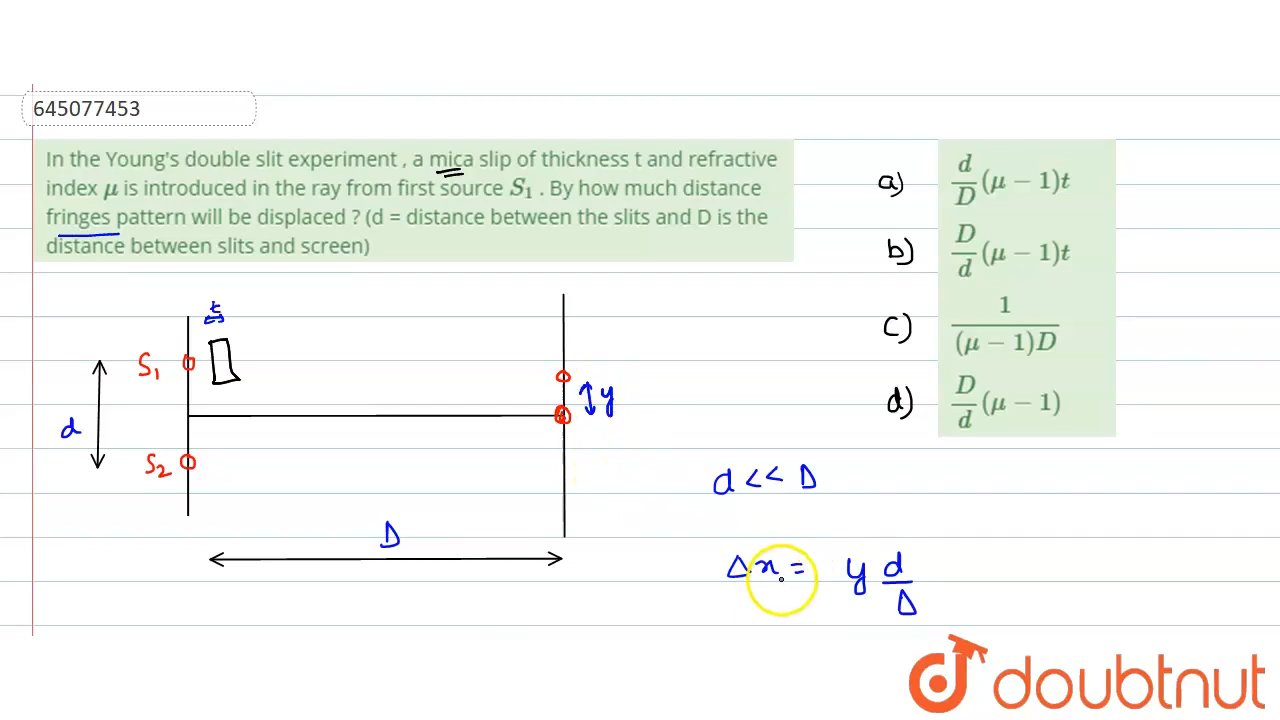 645077453
In the Young's double slit experiment , a mica slip of thickness t and refractive
index μ is introduced in the ray from first source S₁ . By how much distance
fringes pattern will be displaced ? (d = distance between the slits and D is the
distance between slits and screen)
a) d/D (μ − 1)t
b) D/d (μ − 1)t
c) 1/((μ − 1)D)
d) D/d (μ − 1)
t
S₁
d
S₂
y
D
d << D
Δx = y d/D
doubtnut